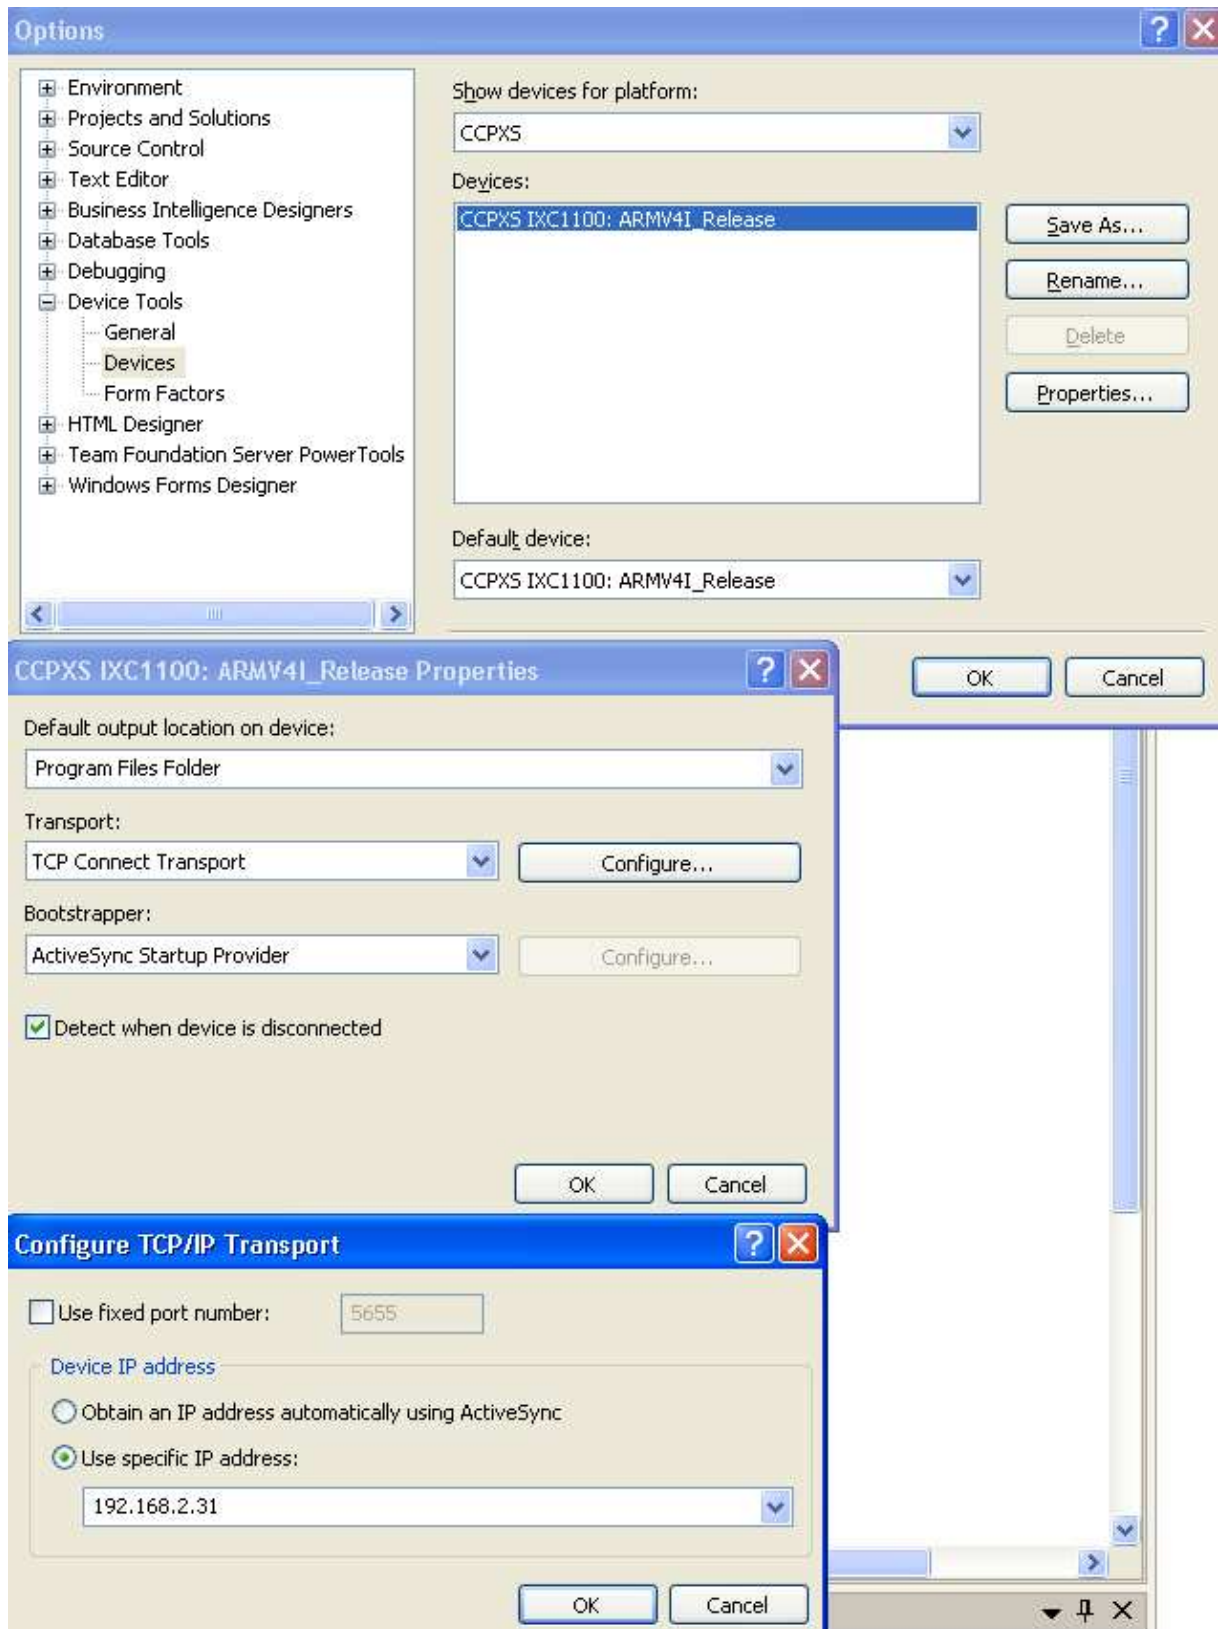 Options
Environment
Projects and Solutions
Source Control
Text Editor
Business Intelligence Designers
Database Tools
Debugging
Device Tools
General
Devices
Form Factors
HTML Designer
Team Foundation Server PowerTools
Windows Forms Designer
Show devices for platform:
CCPXS
Devices:
CCPXS IXC1100: ARMV4I_Release
Save As...
Rename...
Delete
Properties...
Default device:
CCPXS IXC1100: ARMV4I_Release
OK
Cancel
CCPXS IXC1100: ARMV4I_Release Properties
Default output location on device:
Program Files Folder
Transport:
TCP Connect Transport
Configure...
Bootstrapper:
ActiveSync Startup Provider
Configure...
Detect when device is disconnected
OK
Cancel
Configure TCP/IP Transport
Use fixed port number:
5655
Device IP address
Obtain an IP address automatically using ActiveSync
Use specific IP address:
192.168.2.31
OK
Cancel